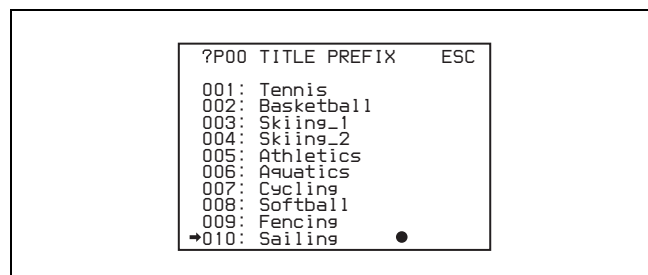 ?P00 TITLE PREFIX ESC
001: Tennis
002: Basketball
003: Skiing_1
004: Skiing_2
005: Athletics
006: Aquatics
007: Cycling
008: Softball
009: Fencing
➔010: Sailing ●